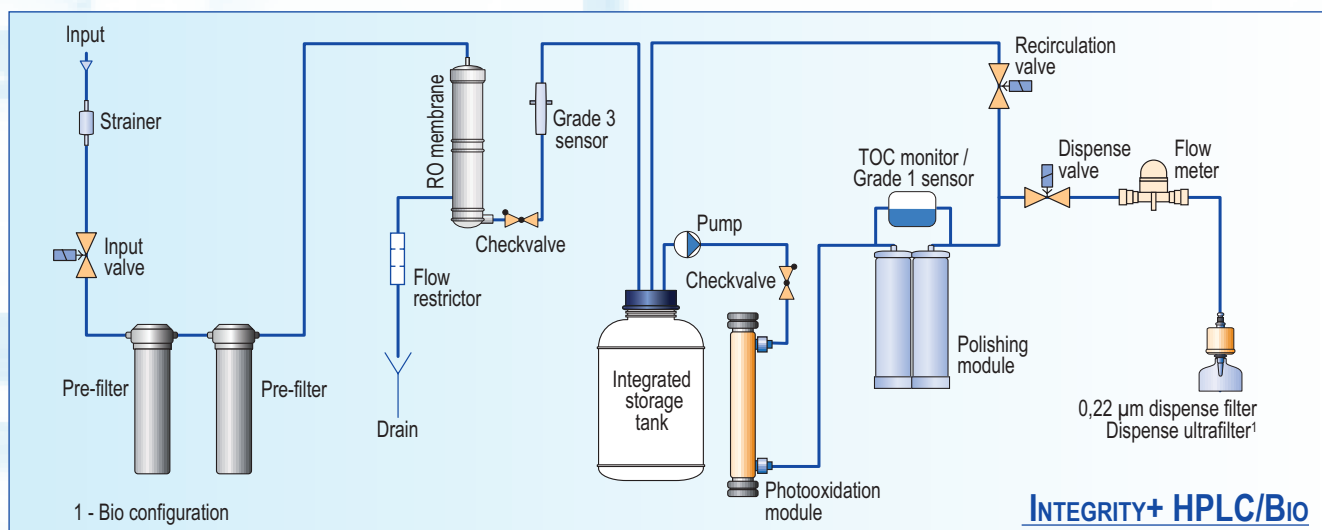 Input
Strainer
Input
valve
Pre-filter
Pre-filter
RO membrane
Checkvalve
Flow
restrictor
Drain
Grade 3
sensor
Integrated
storage
tank
Pump
Checkvalve
Photooxidation
module
TOC monitor /
Grade 1 sensor
Polishing
module
Recirculation
valve
Dispense
valve
Flow
meter
0,22 µm dispense filter
Dispense ultrafilter¹
1 - Bio configuration
INTEGRITY+ HPLC/BIO